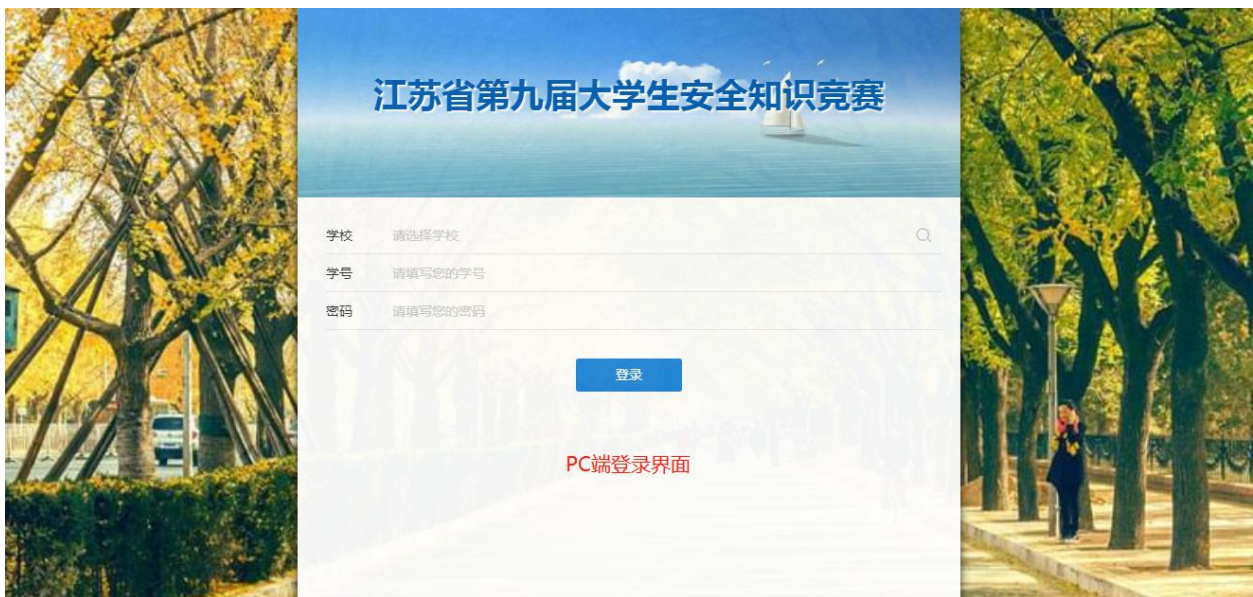 江苏省第九届大学生安全知识竞赛
学校 请选择学校
学号 请填写您的学号
密码 请填写您的密码
登录
PC端登录界面